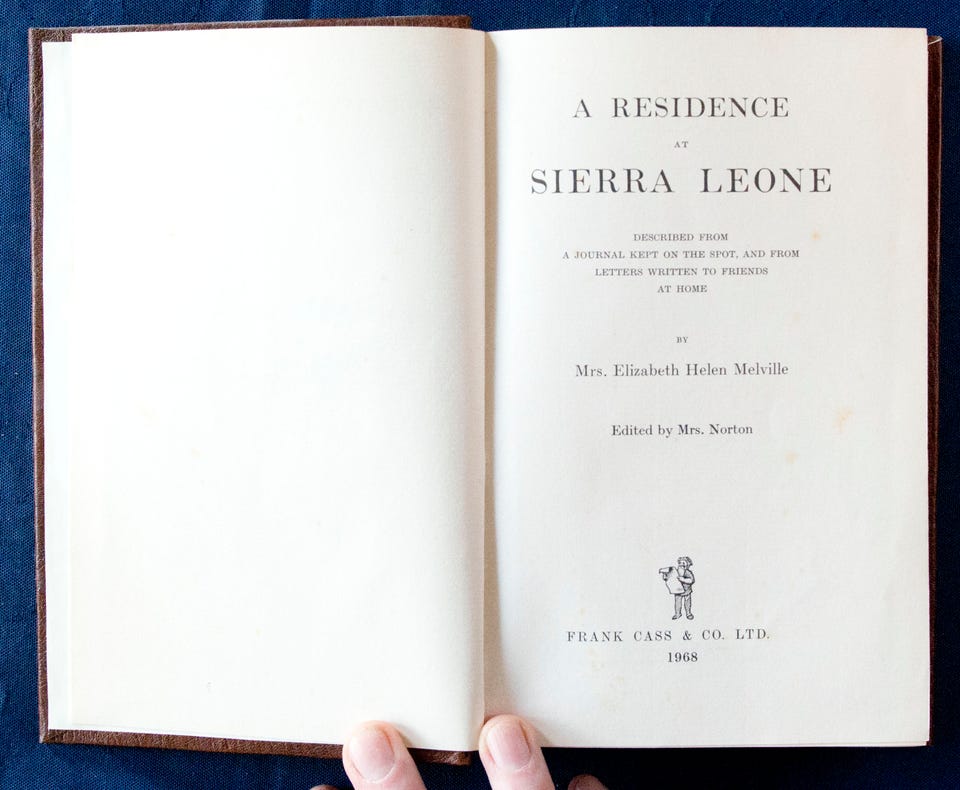 A RESIDENCE
AT
SIERRA LEONE
DESCRIBED FROM
A JOURNAL KEPT ON THE SPOT, AND FROM
LETTERS WRITTEN TO FRIENDS
AT HOME
BY
Mrs. Elizabeth Helen Melville
Edited by Mrs. Norton
FRANK CASS & CO. LTD.
1968